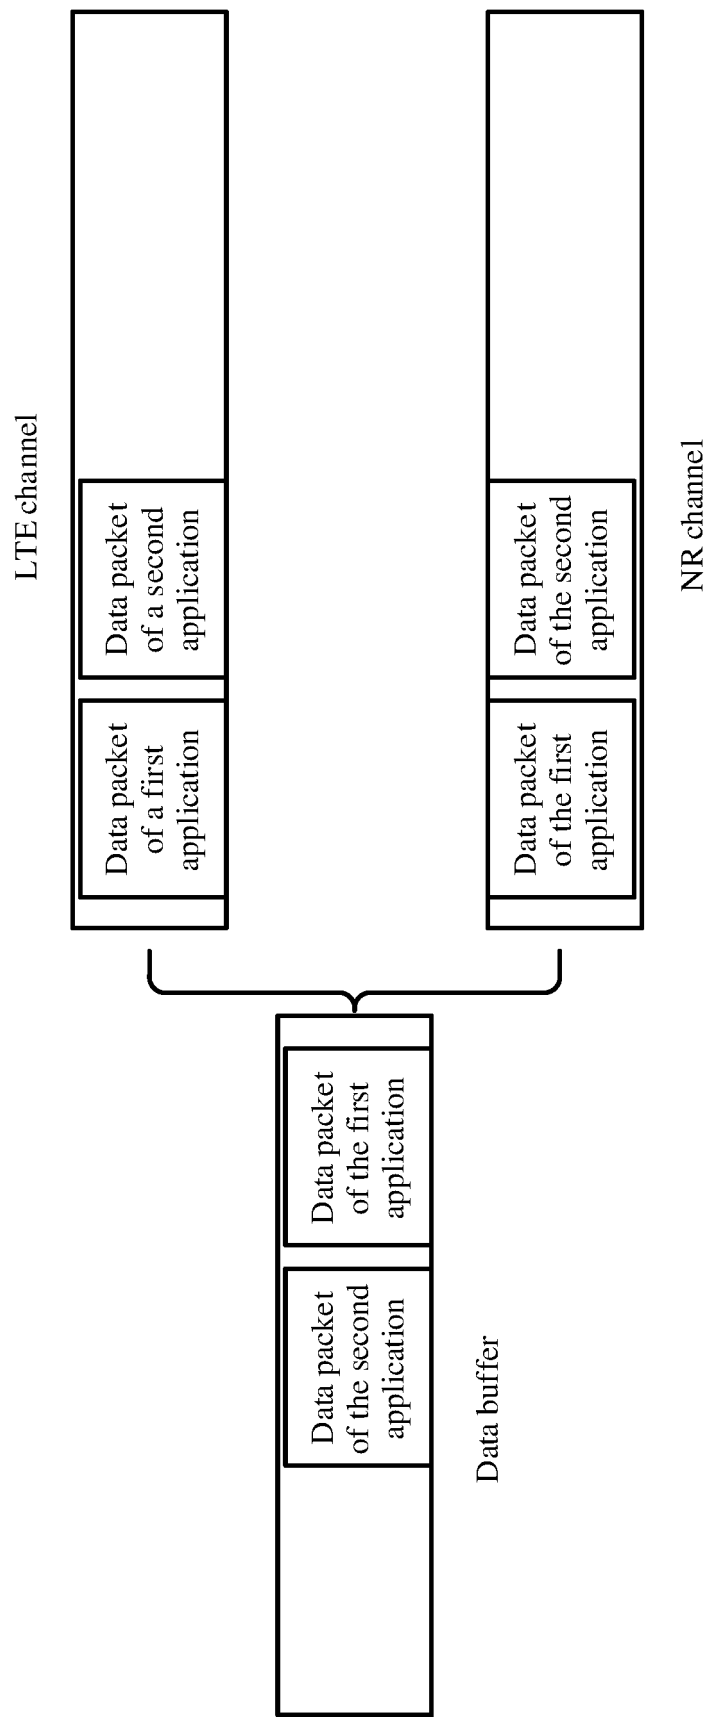 LTE channel
Data packet
of a first
application
Data packet
of a second
application
Data packet
of the second
application
Data packet
of the first
application
Data buffer
Data packet
of the first
application
Data packet
of the second
application
NR channel